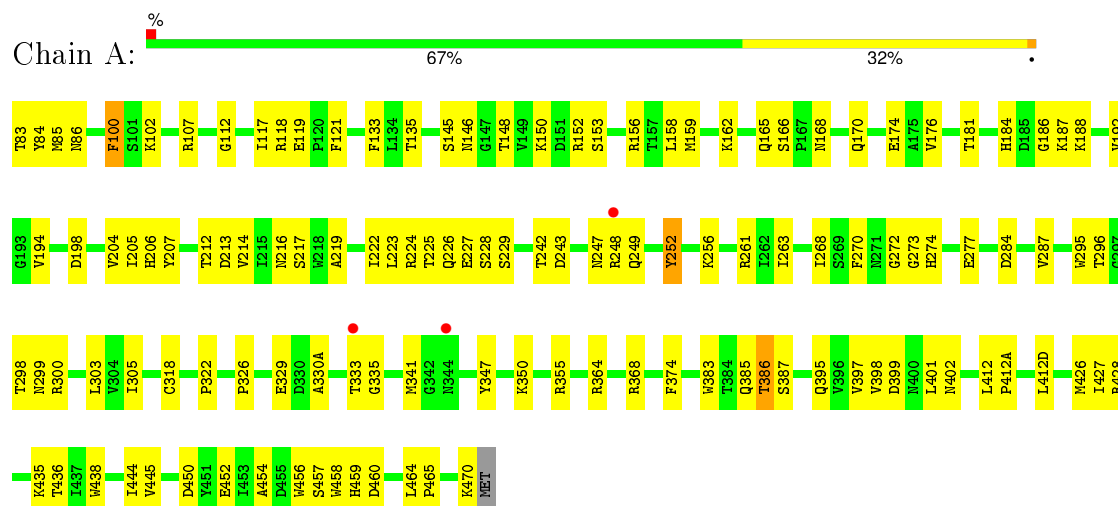 %
Chain A:
67% 32% •
T83 Y84 M85 N86 F100 S101 K102 R107 G112 I117 R118 E119 P120 F121 F133 L134 T135 S145 N146 G147 T148 V149 K150 D151 R152 S153 R156 T157 L158 M159 K162 Q165 S166 P167 N168 Q170 E174 A175 V176 T181 H184 D185 G186 K187 K188 V192
G193 V194 D198 V204 I205 H206 Y207 T212 D213 V214 I215 N216 S217 W218 A219 I222 L223 R224 T225 Q226 E227 S228 S229 T242 D243 N247 R248 Q249 Y252 K256 R261 I262 I263 I268 S269 F270 N271 G272 G273 H274 E277 D284 V287 W295 T296
T298 N299 R300 L303 V304 I305 C318 P322 P326 E329 D330 A330A T333 G335 M341 G342 N344 Y347 K350 R355 R364 R368 F374 W383 T384 Q385 T386 S387 Q395 V396 V397 V398 D399 M400 L401 N402 L412 P412A L412D M426 I427
K435 T436 I437 W438 I444 V445 D450 Y451 E452 I453 A454 D455 W456 S457 W458 H459 D460 L464 P465 K470 MET